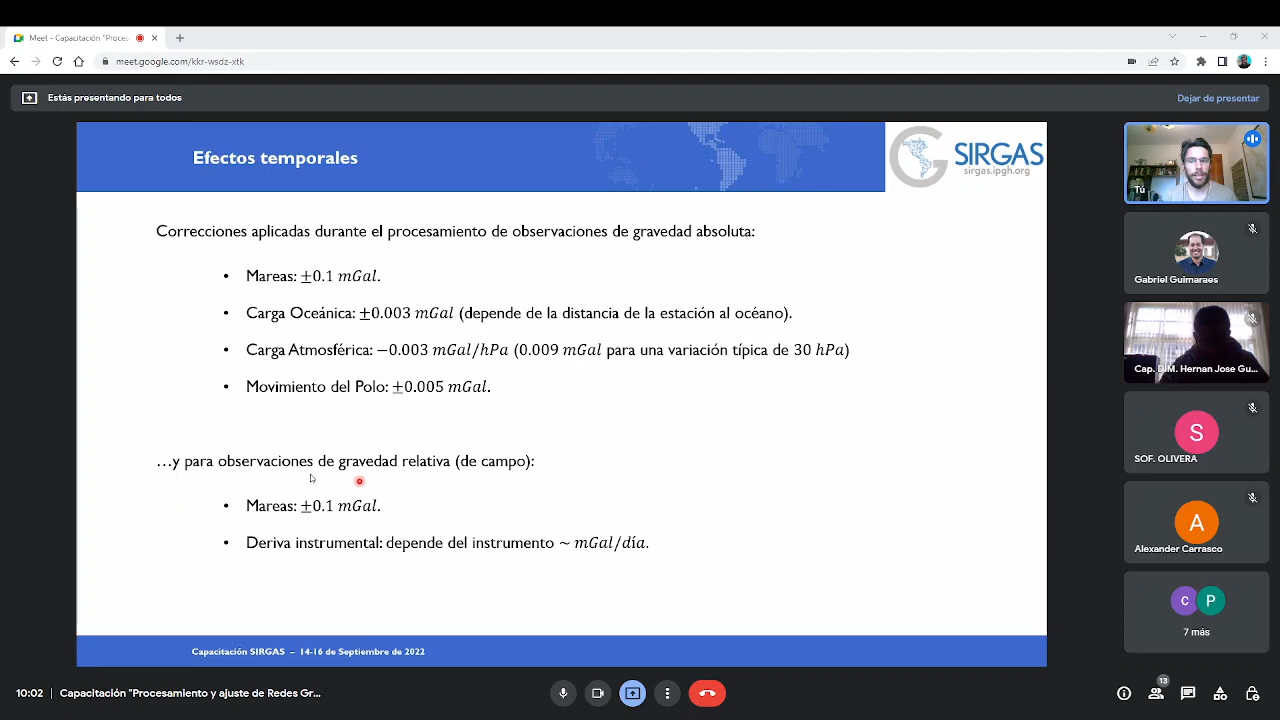 Meet - Capacitación "Proces
meet.google.com/kkr-wsdz-xtk
Estás presentando para todos
Dejar de presentar
Efectos temporales
SIRGAS
sirgas.ipgh.org
Correcciones aplicadas durante el procesamiento de observaciones de gravedad absoluta:
• Mareas: ±0.1 mGal.
• Carga Oceánica: ±0.003 mGal (depende de la distancia de la estación al océano).
• Carga Atmosférica: −0.003 mGal/hPa (0.009 mGal para una variación típica de 30 hPa)
• Movimiento del Polo: ±0.005 mGal.
…y para observaciones de gravedad relativa (de campo):
• Mareas: ±0.1 mGal.
• Deriva instrumental: depende del instrumento ~ mGal/día.
Capacitación SIRGAS – 14-16 de Septiembre de 2022
Tú
Gabriel Guimaraes
Cap. DIM. Hernan Jose Gu...
S
SOF. OLIVERA
A
Alexander Carrasco
c P
7 más
10:02 | Capacitación "Procesamiento y ajuste de Redes Gr...
13